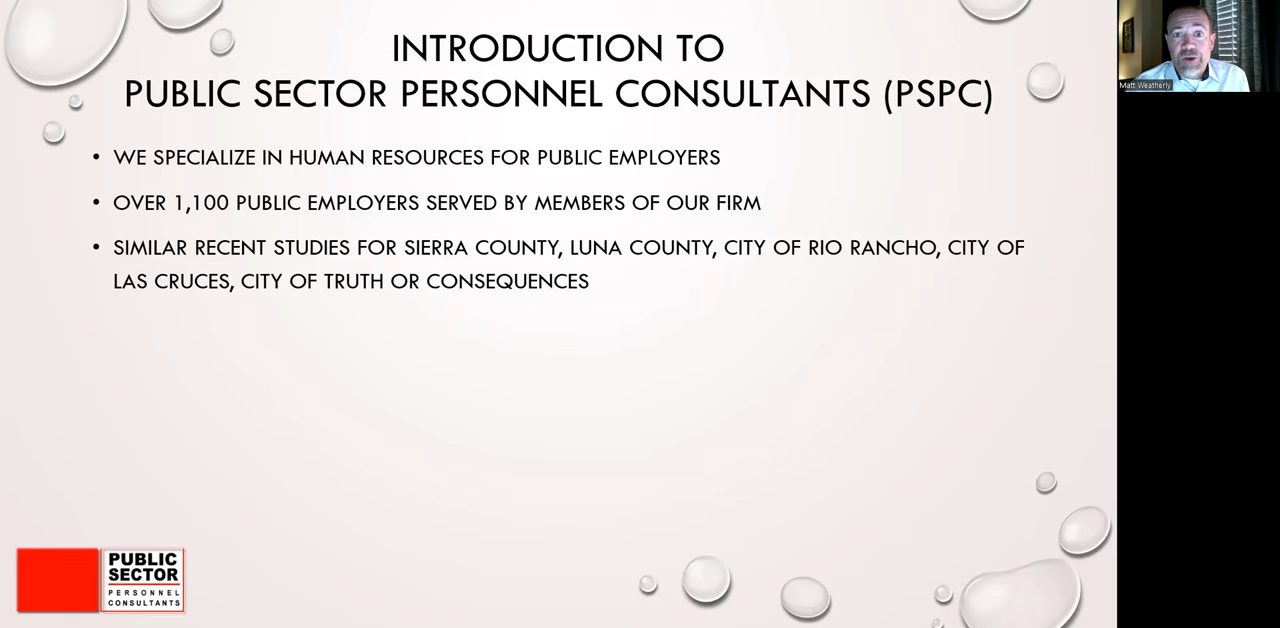 INTRODUCTION TO
PUBLIC SECTOR PERSONNEL CONSULTANTS (PSPC)
• WE SPECIALIZE IN HUMAN RESOURCES FOR PUBLIC EMPLOYERS
• OVER 1,100 PUBLIC EMPLOYERS SERVED BY MEMBERS OF OUR FIRM
• SIMILAR RECENT STUDIES FOR SIERRA COUNTY, LUNA COUNTY, CITY OF RIO RANCHO, CITY OF
LAS CRUCES, CITY OF TRUTH OR CONSEQUENCES
Matt Weatherly
PUBLIC
SECTOR
PERSONNEL
CONSULTANTS